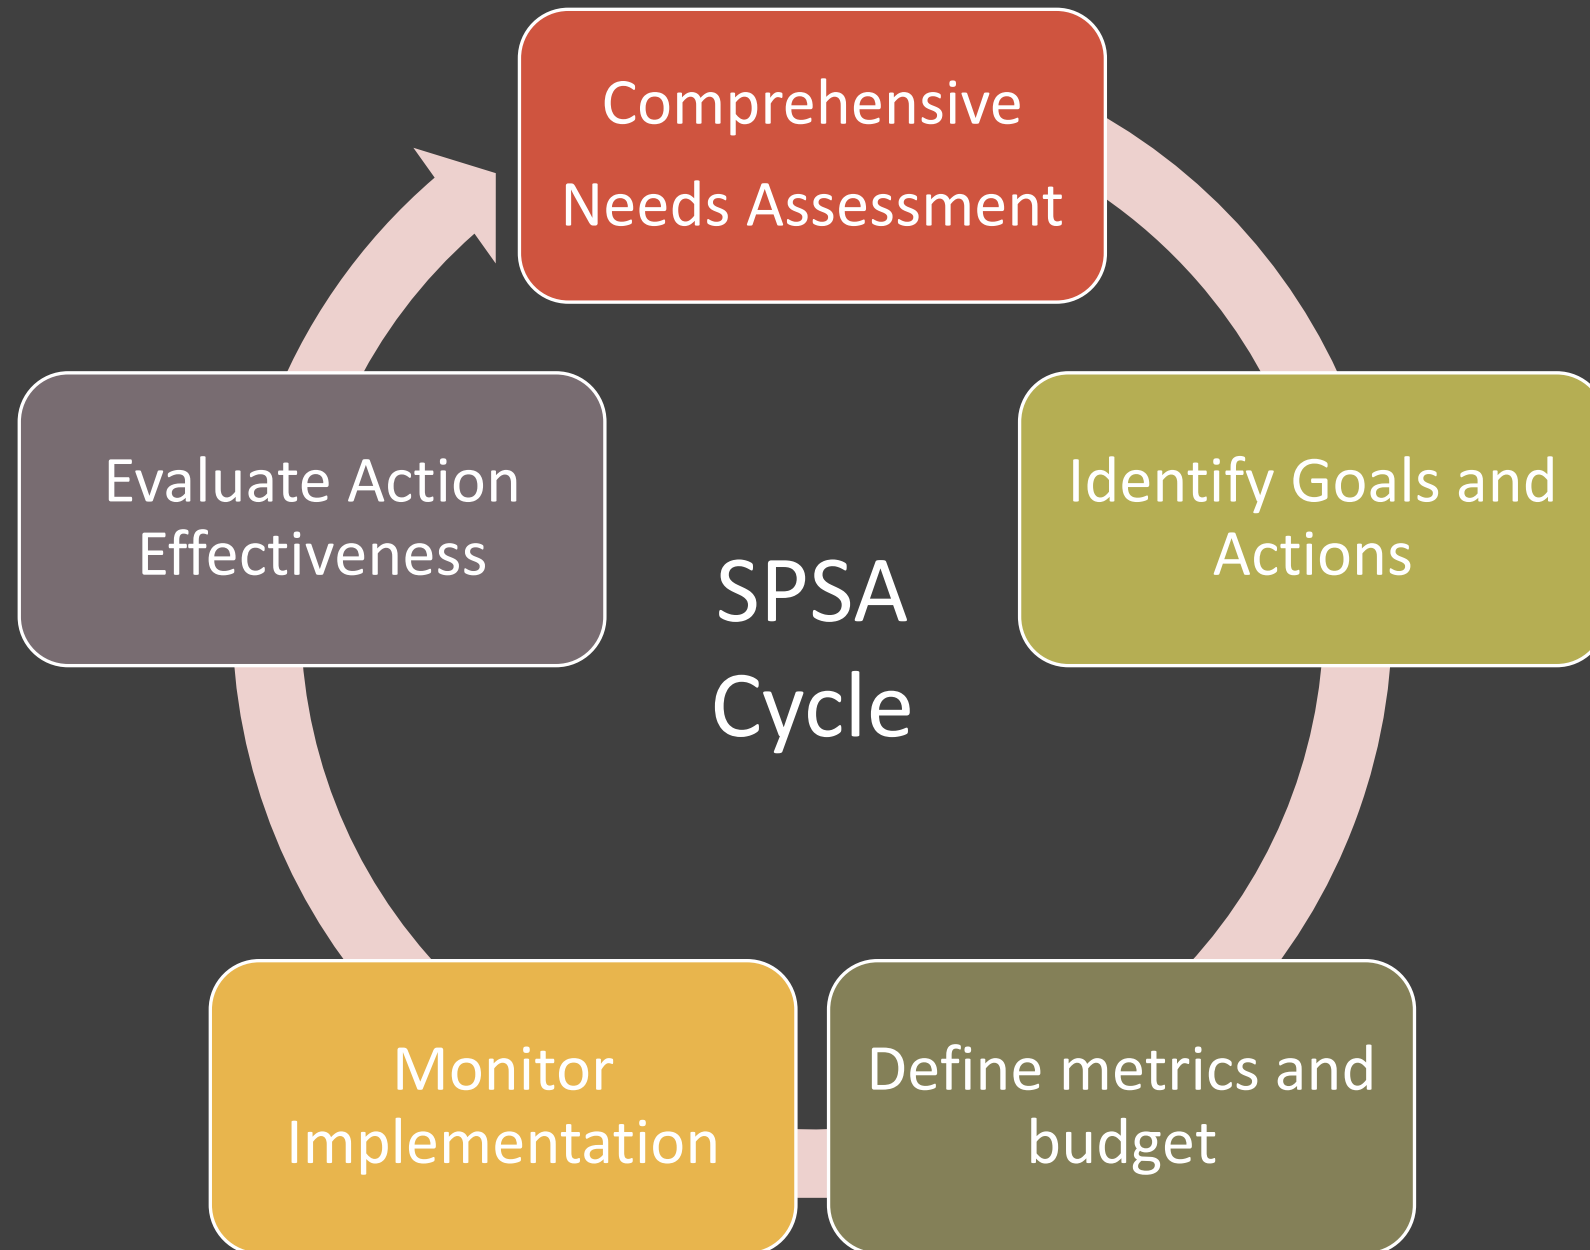 Comprehensive
Needs Assessment
Identify Goals and
Actions
Define metrics and
budget
Monitor
Implementation
Evaluate Action
Effectiveness
SPSA
Cycle